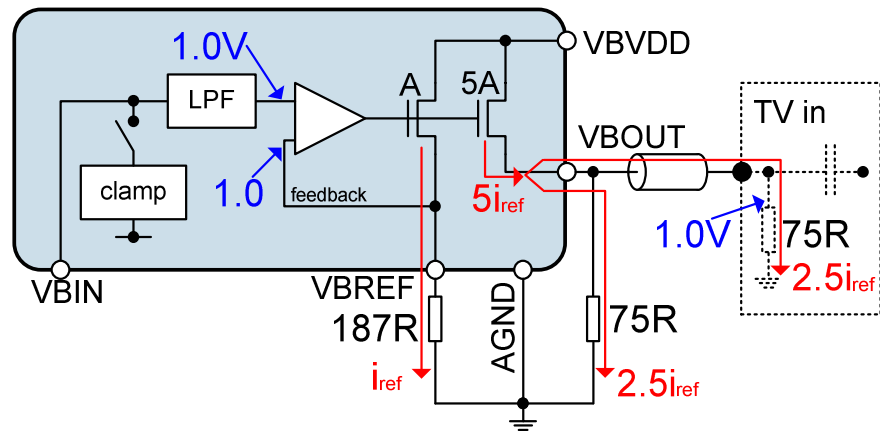 VBVDD
1.0V
A
5A
LPF
TV in
VBOUT
clamp
1.0
feedback
5iref
1.0V
75R
2.5iref
VBIN
VBREF
AGND
187R
75R
iref
2.5iref